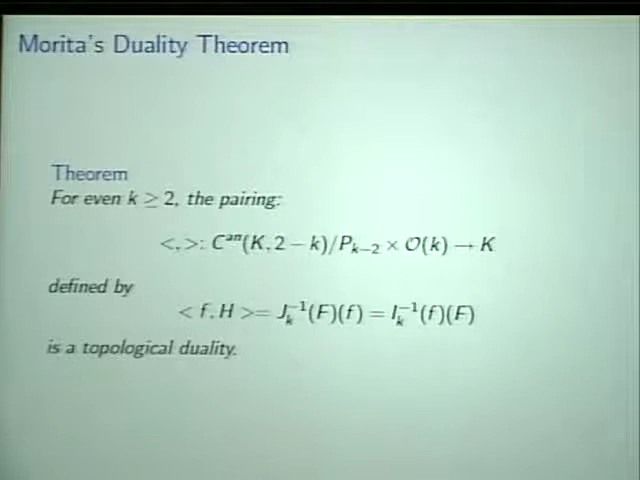 Morita's Duality Theorem
Theorem
For even k ≥ 2, the pairing:
<,>: C^{an}(K, 2 − k)/P_{k−2} × O(k) → K
defined by
< f, H >= J_k^{−1}(F)(f) = I_k^{−1}(f)(F)
is a topological duality.